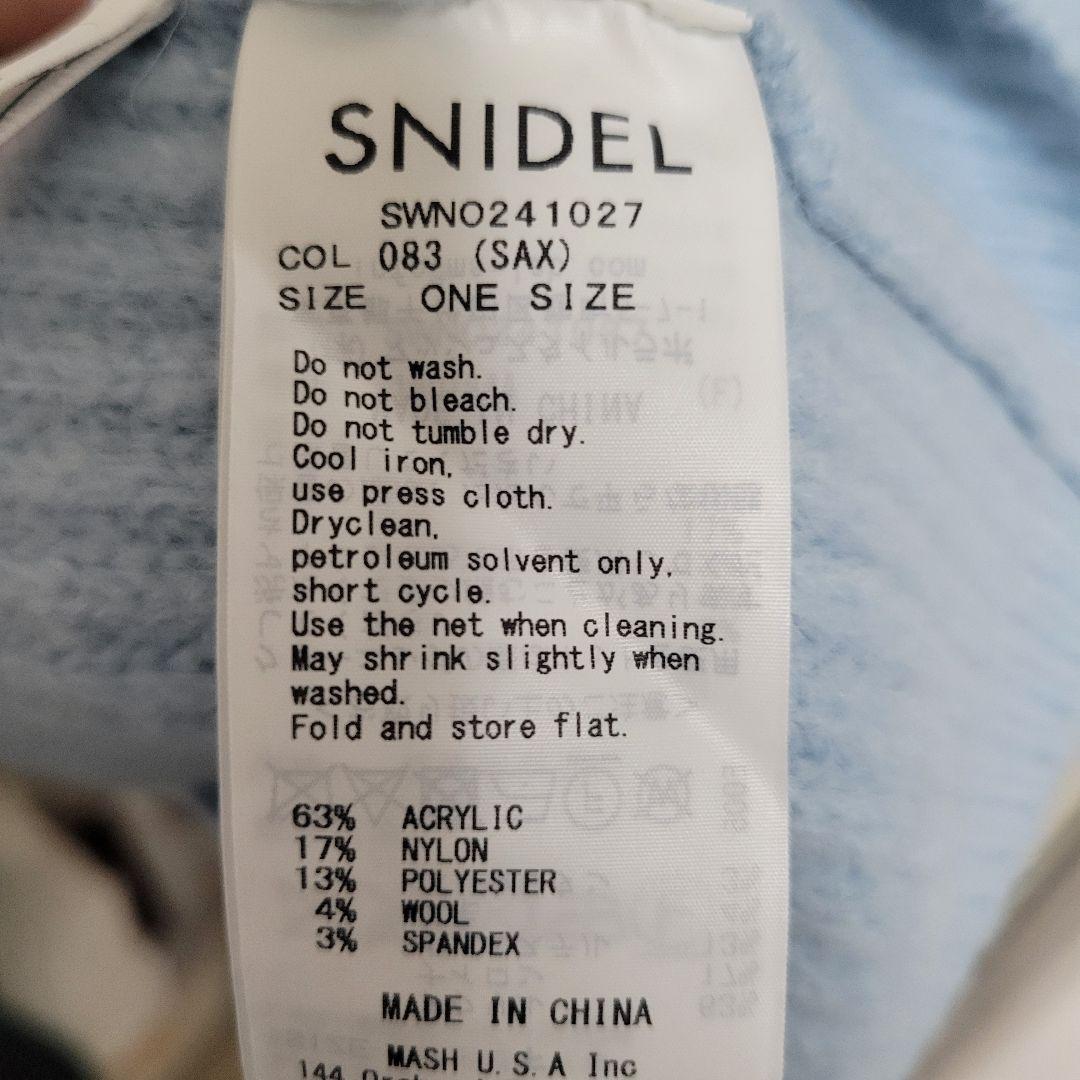 SNIDEL
SWNO241027
COL 083 (SAX)
SIZE ONE SIZE
Do not wash.
Do not bleach.
Do not tumble dry.
Cool iron,
use press cloth.
Dryclean,
petroleum solvent only,
short cycle.
Use the net when cleaning.
May shrink slightly when
washed.
Fold and store flat.
63% ACRYLIC
17% NYLON
13% POLYESTER
4% WOOL
3% SPANDEX
MADE IN CHINA
MASH U.S.A Inc
144